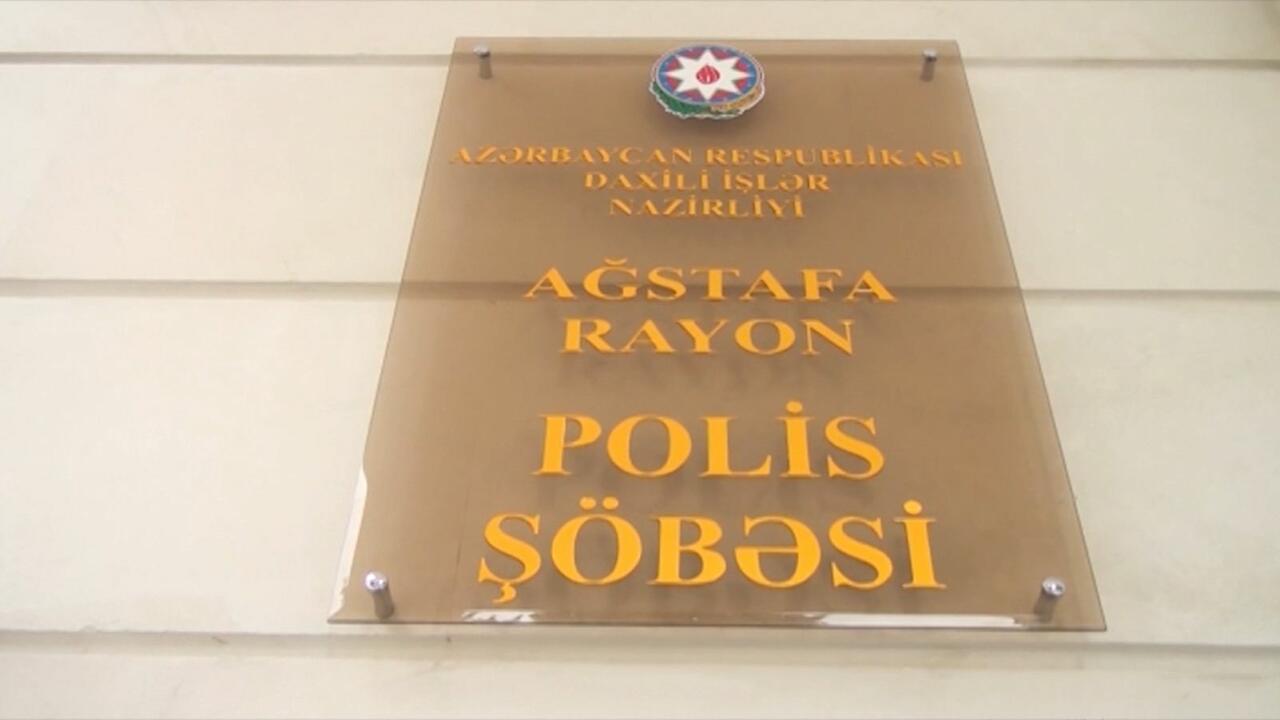 AZƏRBAYCAN RESPUBLİKASI
DAXİLİ İŞLƏR
NAZİRLİYİ
AĞSTAFA
RAYON
POLİS
ŞÖBƏSİ